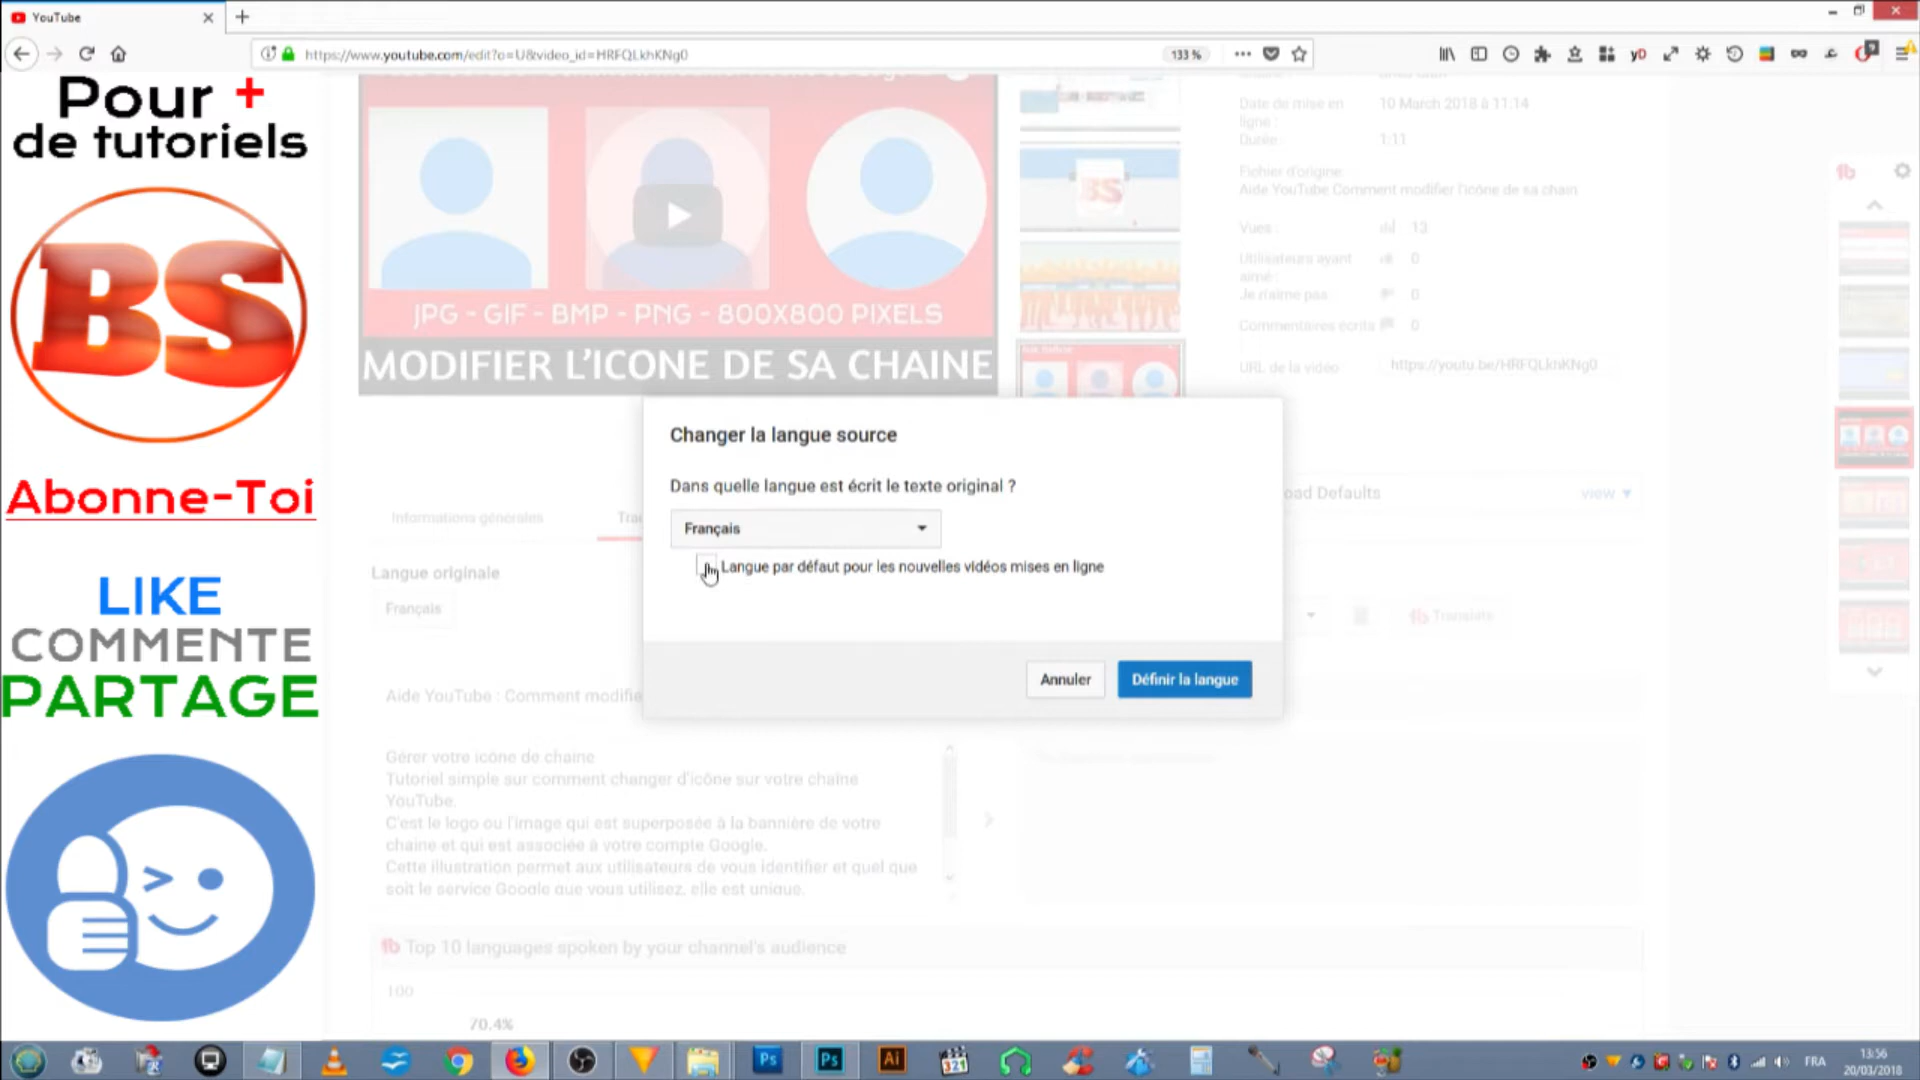 YouTube
https://www.youtube.com/edit?o=U&video_id=HRFQLkhKNg0
133 %
Pour +
de tutoriels
BS
Abonne-Toi
LIKE
COMMENTE
PARTAGE
JPG - GIF - BMP - PNG - 800X800 PIXELS
MODIFIER L'ICONE DE SA CHAINE
BS
Date de mise en
ligne :
10 March 2018 à 11:14
Durée :
1:11
Fichier d'origine
Aide YouTube Comment modifier l'icône de sa chain
Vues :
13
Utilisateurs ayant
aimé :
0
Je n'aime pas
0
Commentaires écrits
0
URL de la vidéo
https://youtu.be/HRFQLkhKNg0
Changer la langue source
Dans quelle langue est écrit le texte original ?
Français
Langue par défaut pour les nouvelles vidéos mises en ligne
Annuler
Définir la langue
Informations générales
Tra
oad Defaults
view
Langue originale
Français
Translate
Aide YouTube : Comment modifie
Gérer votre icône de chaine
Tutoriel simple sur comment changer d'icône sur votre chaîne
YouTube.
C'est le logo ou l'image qui est superposée à la bannière de votre
chaine et qui est associée à votre compte Google.
Cette illustration permet aux utilisateurs de vous identifier et quel que
soit le service Google que vous utilisez, elle est unique.
Top 10 languages spoken by your channel's audience
100
70.4%
Ps
Ps
Ai
321
FRA
13:56
20/03/2018